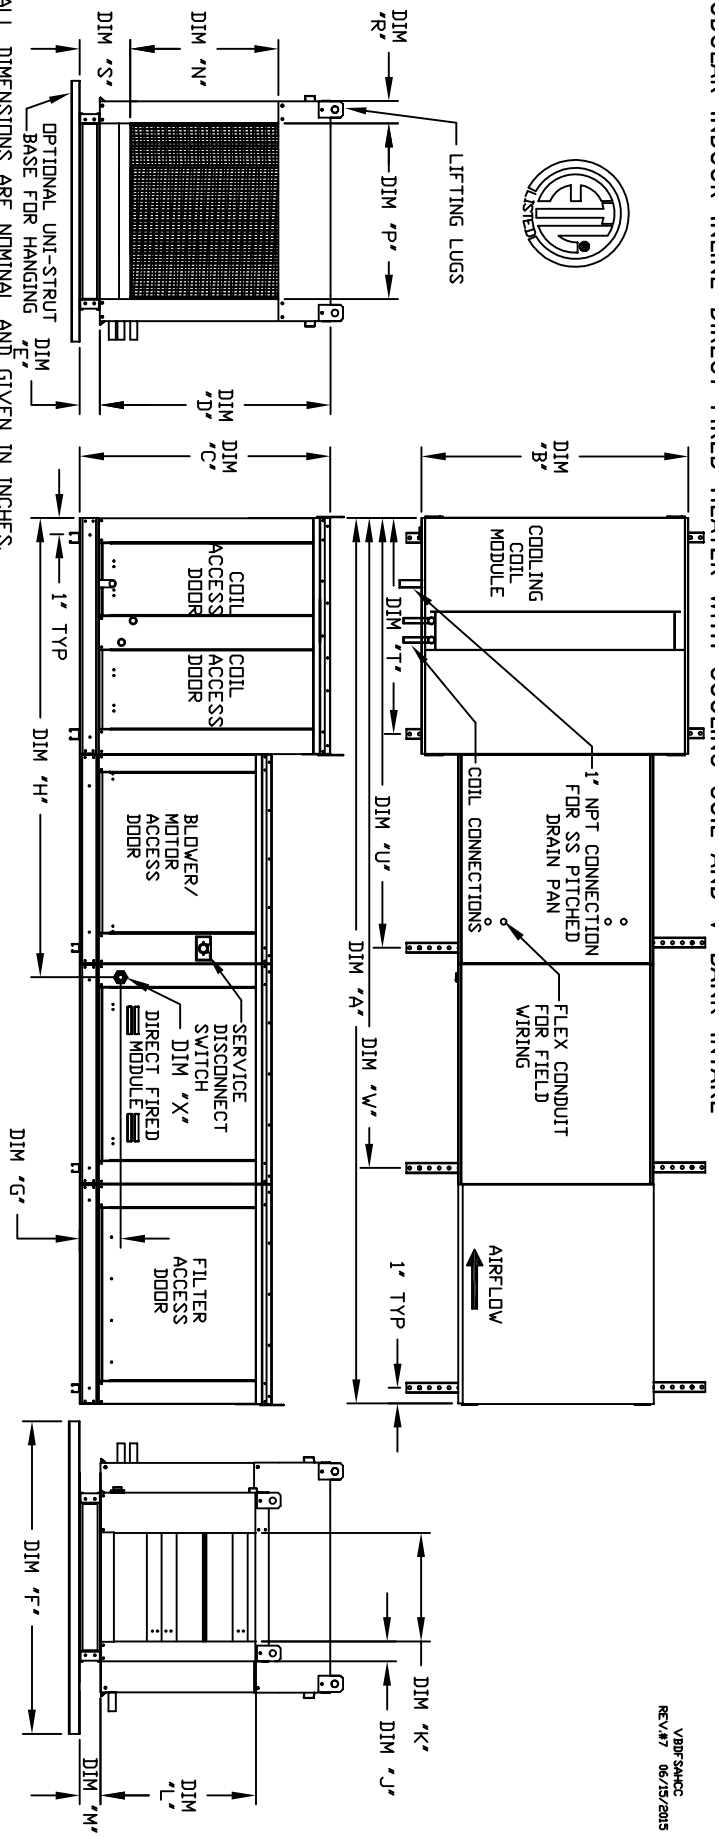 MODULAR INDOOR INLINE DIRECT FIRED HEATER WITH COOLING COIL AND V-BANK INTAKE
VBDFSAHCC
REV.#7 06/15/2015
LISTED
LIFTING LUGS
DIM
"R"
DIM "P"
DIM "N"
DIM "S"
DIM
"D"
DIM
"E"
OPTIONAL UNI-STRUT
BASE FOR HANGING
DIM
"B"
COOLING
COIL
MODULE
DIM "T"
1" NPT CONNECTION
FOR SS PITCHED
DRAIN PAN
COIL CONNECTIONS
FLEX CONDUIT
FOR FIELD
WIRING
AIRFLOW
DIM "U"
DIM "W"
DIM "A"
1" TYP
DIM
"C"
COIL
ACCESS
DOOR
COIL
ACCESS
DOOR
BLOWER/
MOTOR
ACCESS
DOOR
SERVICE
DISCONNECT
SWITCH
DIM "X"
DIRECT FIRED
MODULE
FILTER
ACCESS
DOOR
1" TYP
DIM "H"
DIM "G"
DIM "K"
DIM "J"
DIM
"L"
DIM "M"
DIM "F"
ALL DIMENSIONS ARE NOMINAL AND GIVEN IN INCHES.